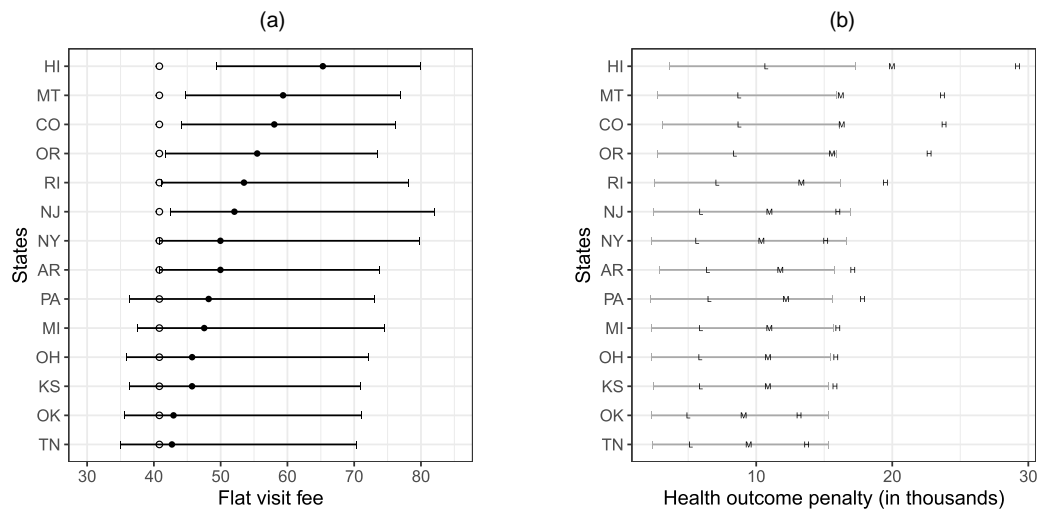 (a)
(b)
States
HI
MT
CO
OR
RI
NJ
NY
AR
PA
MI
OH
KS
OK
TN
30 40 50 60 70 80
Flat visit fee
States
HI L M H
MT L M H
CO L M H
OR L M H
RI L M H
NJ L M H
NY L M H
AR L M H
PA L M H
MI L M H
OH L M H
KS L M H
OK L M H
TN L M H
10 20 30
Health outcome penalty (in thousands)